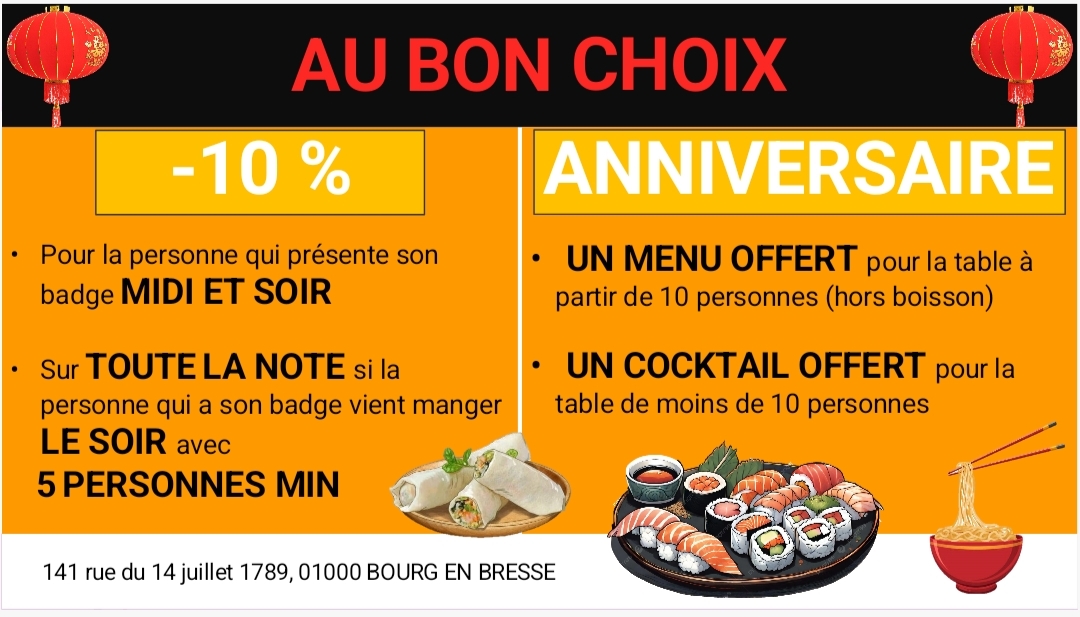 AU BON CHOIX
-10 %
• Pour la personne qui présente son
badge MIDI ET SOIR
• Sur TOUTE LA NOTE si la
personne qui a son badge vient manger
LE SOIR avec
5 PERSONNES MIN
ANNIVERSAIRE
• UN MENU OFFERT pour la table à
partir de 10 personnes (hors boisson)
• UN COCKTAIL OFFERT pour la
table de moins de 10 personnes
141 rue du 14 juillet 1789, 01000 BOURG EN BRESSE